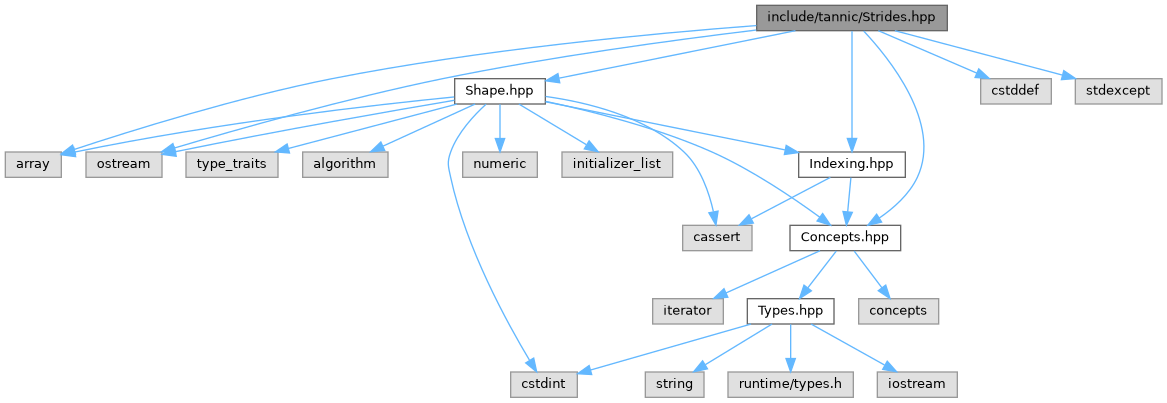 include/tannic/Strides.hpp
Shape.hpp
cstddef
stdexcept
array
ostream
type_traits
algorithm
numeric
initializer_list
Indexing.hpp
cassert
Concepts.hpp
iterator
Types.hpp
concepts
cstdint
string
runtime/types.h
iostream